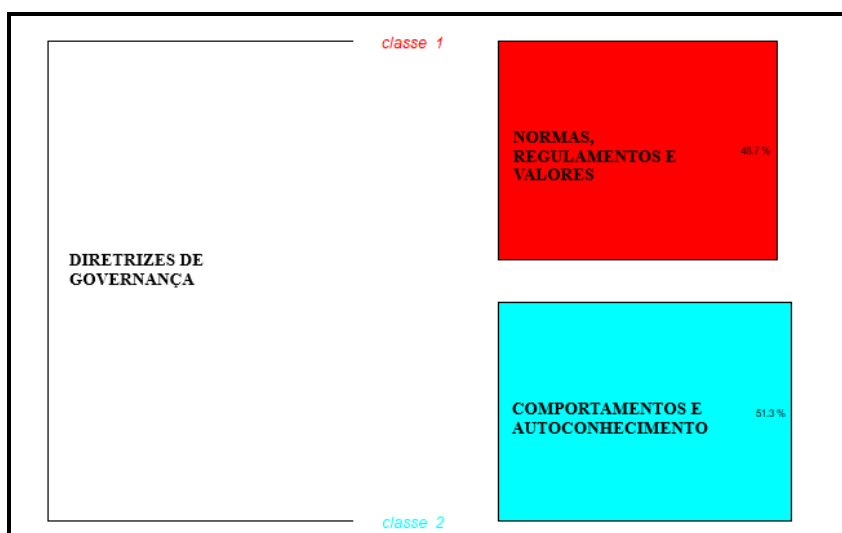 classe 1
NORMAS,
REGULAMENTOS E
VALORES
48.7 %
DIRETRIZES DE
GOVERNANÇA
COMPORTAMENTOS E
AUTOCONHECIMENTO
51.3 %
classe 2